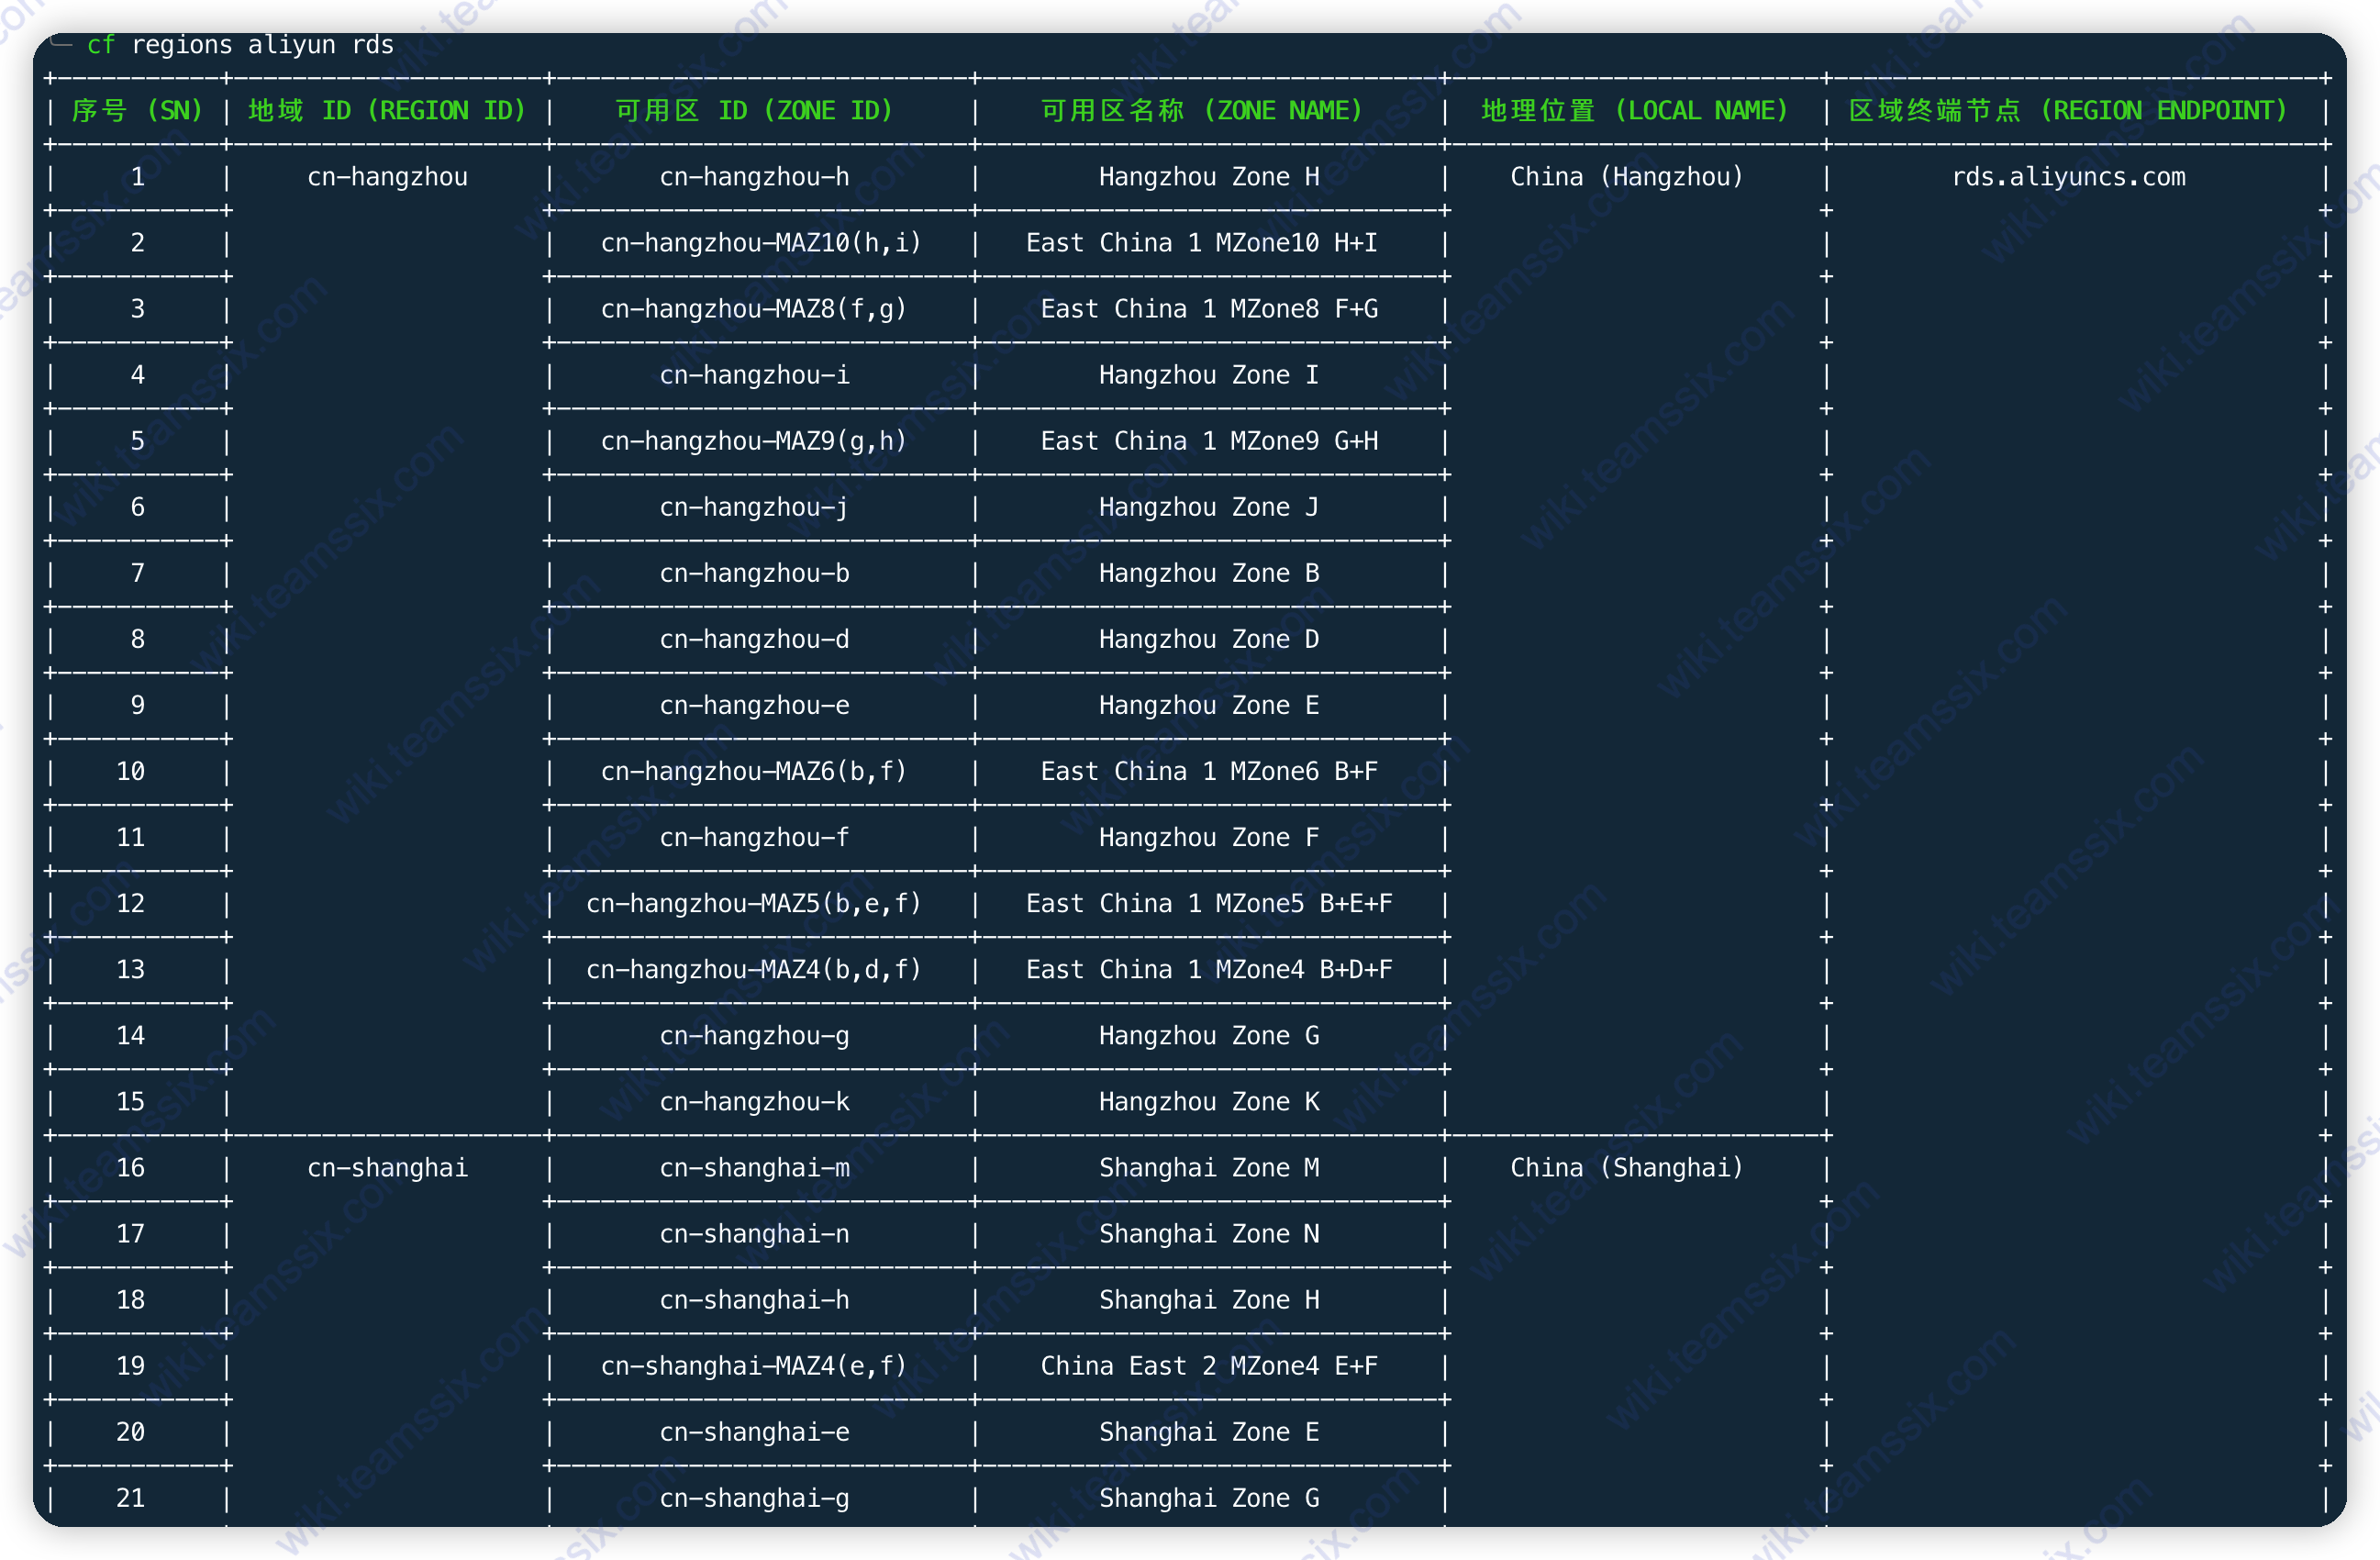 cf regions aliyun rds
序号 (SN) 地域 ID (REGION ID) 可用区 ID (ZONE ID) 可用区名称 (ZONE NAME) 地理位置 (LOCAL NAME) 区域终端节点 (REGION ENDPOINT)
1 cn-hangzhou cn-hangzhou-h Hangzhou Zone H China (Hangzhou) rds.aliyuncs.com
2 cn-hangzhou-MAZ10(h,i) East China 1 MZone10 H+I
3 cn-hangzhou-MAZ8(f,g) East China 1 MZone8 F+G
4 cn-hangzhou-i Hangzhou Zone I
5 cn-hangzhou-MAZ9(g,h) East China 1 MZone9 G+H
6 cn-hangzhou-j Hangzhou Zone J
7 cn-hangzhou-b Hangzhou Zone B
8 cn-hangzhou-d Hangzhou Zone D
9 cn-hangzhou-e Hangzhou Zone E
10 cn-hangzhou-MAZ6(b,f) East China 1 MZone6 B+F
11 cn-hangzhou-f Hangzhou Zone F
12 cn-hangzhou-MAZ5(b,e,f) East China 1 MZone5 B+E+F
13 cn-hangzhou-MAZ4(b,d,f) East China 1 MZone4 B+D+F
14 cn-hangzhou-g Hangzhou Zone G
15 cn-hangzhou-k Hangzhou Zone K
16 cn-shanghai cn-shanghai-m Shanghai Zone M China (Shanghai)
17 cn-shanghai-n Shanghai Zone N
18 cn-shanghai-h Shanghai Zone H
19 cn-shanghai-MAZ4(e,f) China East 2 MZone4 E+F
20 cn-shanghai-e Shanghai Zone E
21 cn-shanghai-g Shanghai Zone G
wiki.teamssix.com